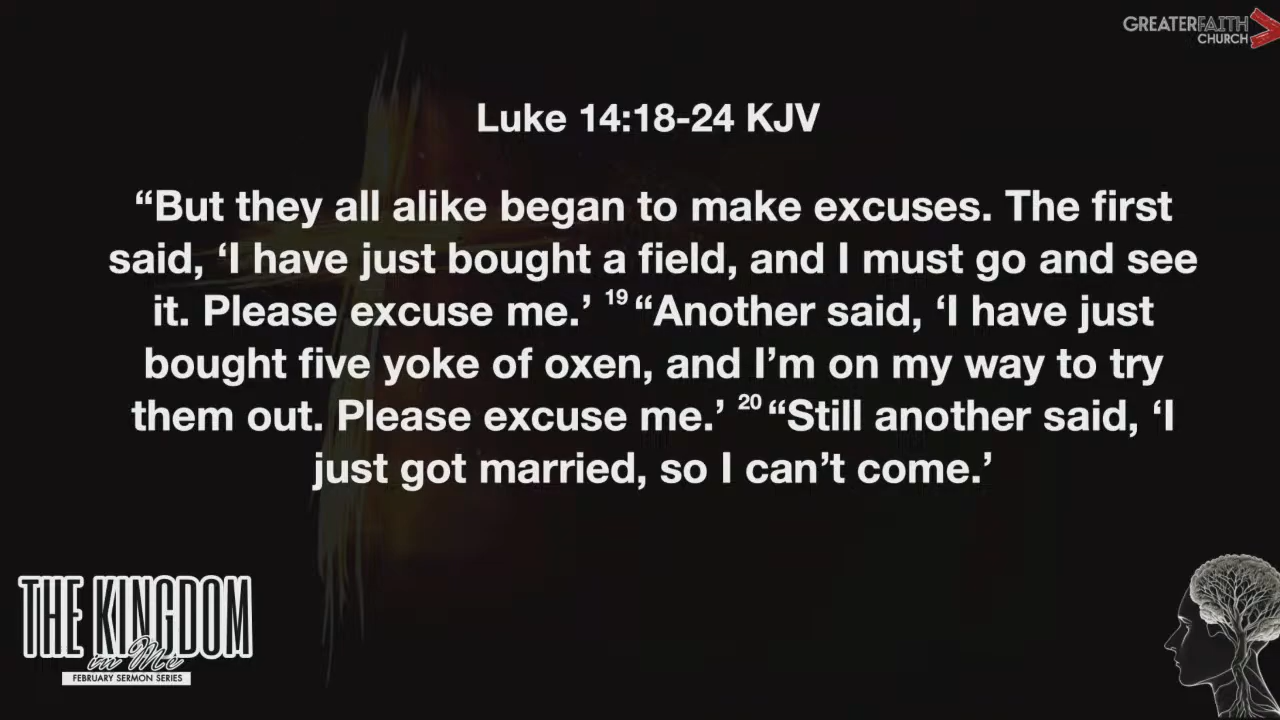 GREATERFAITH
CHURCH
Luke 14:18-24 KJV
“But they all alike began to make excuses. The first
said, ‘I have just bought a field, and I must go and see
it. Please excuse me.’ 19 “Another said, ‘I have just
bought five yoke of oxen, and I’m on my way to try
them out. Please excuse me.’ 20 “Still another said, ‘I
just got married, so I can’t come.’
THE KINGDOM
in Me
FEBRUARY SERMON SERIES